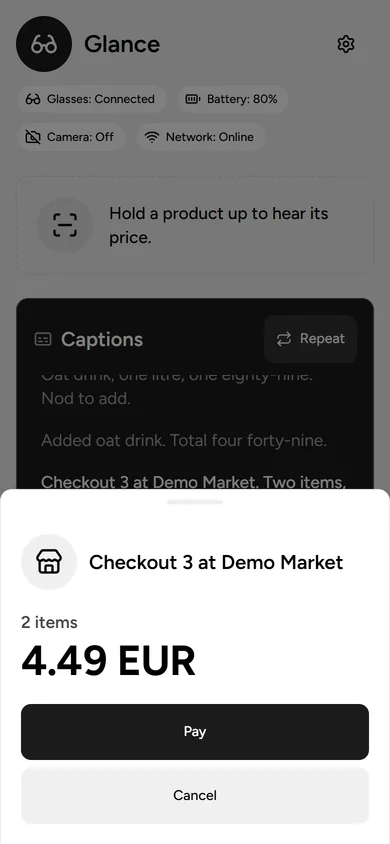 Glance
Glasses: Connected
Battery: 80%
Camera: Off
Network: Online
Hold a product up to hear its
price.
Captions
Repeat
Oat drink, one litre, one eighty-nine.
Nod to add.
Added oat drink. Total four forty-nine.
Checkout 3 at Demo Market. Two items,
Checkout 3 at Demo Market
2 items
4.49 EUR
Pay
Cancel